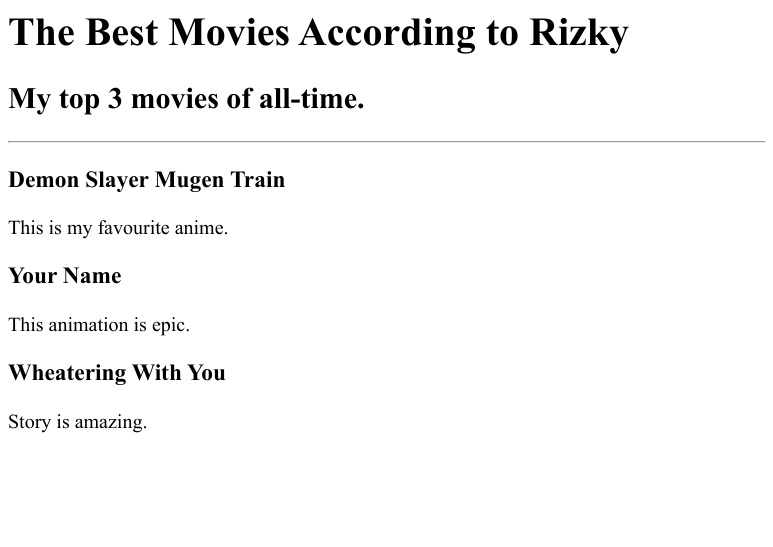 The Best Movies According to Rizky
My top 3 movies of all-time.
Demon Slayer Mugen Train
This is my favourite anime.
Your Name
This animation is epic.
Wheatering With You
Story is amazing.